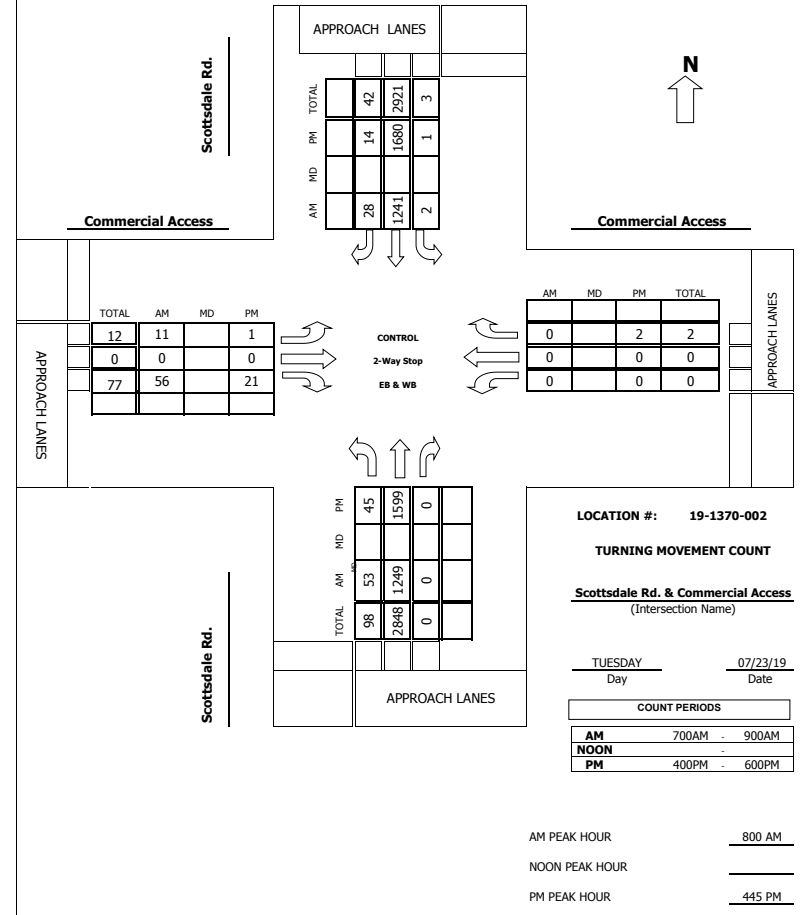 APPROACH LANES
Scottsdale Rd.
N
TOTAL 42 2921 3
PM 14 1680 1
MD
AM 28 1241 2
Commercial Access
Commercial Access
TOTAL AM MD PM
12 11 1
0 0 0
77 56 21
APPROACH LANES
CONTROL
2-Way Stop
EB & WB
AM MD PM TOTAL
0 2 2
0 0 0
0 0 0
APPROACH LANES
PM 45 1599 0
MD
MD
AM 53 1249 0
TOTAL 98 2848 0
Scottsdale Rd.
APPROACH LANES
LOCATION #: 19-1370-002
TURNING MOVEMENT COUNT
Scottsdale Rd. & Commercial Access
(Intersection Name)
TUESDAY 07/23/19
Day Date
COUNT PERIODS
AM 700AM - 900AM
NOON -
PM 400PM - 600PM
AM PEAK HOUR 800 AM
NOON PEAK HOUR
PM PEAK HOUR 445 PM